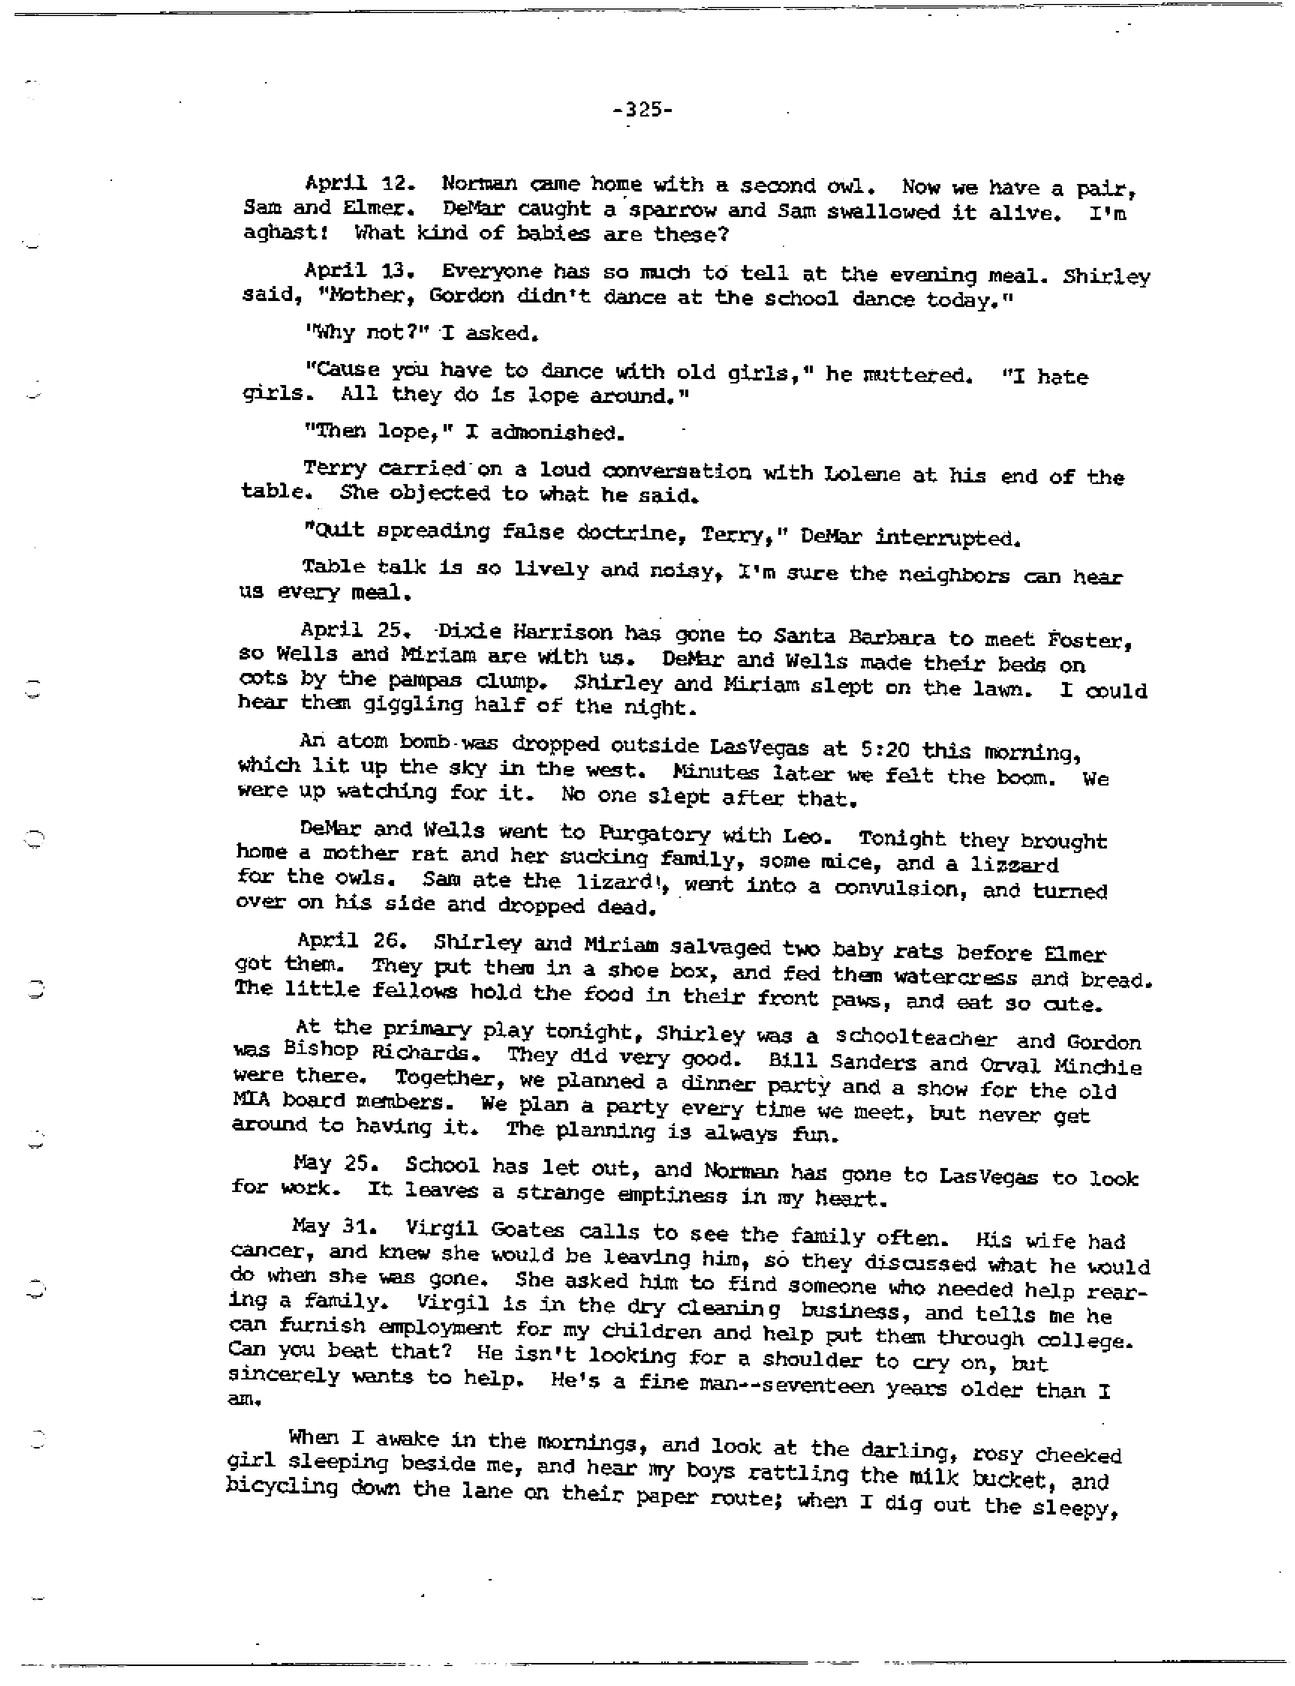 -325-
April 12. Norman came home with a second owl. Now we have a pair,
Sam and Elmer. DeMar caught a sparrow and Sam swallowed it alive. I'm
aghast! What kind of babies are these?
April 13. Everyone has so much to tell at the evening meal. Shirley
said, "Mother, Gordon didn't dance at the school dance today."
"Why not?" I asked.
"Cause you have to dance with old girls," he muttered. "I hate
girls. All they do is lope around."
"Then lope," I admonished.
Terry carried on a loud conversation with Lolene at his end of the
table. She objected to what he said.
"Quit spreading false doctrine, Terry," DeMar interrupted.
Table talk is so lively and noisy, I'm sure the neighbors can hear
us every meal.
April 25. Dixie Harrison has gone to Santa Barbara to meet Foster,
so Wells and Miriam are with us. DeMar and Wells made their beds on
cots by the pampas clump. Shirley and Miriam slept on the lawn. I could
hear them giggling half of the night.
An atom bomb was dropped outside LasVegas at 5:20 this morning,
which lit up the sky in the west. Minutes later we felt the boom. We
were up watching for it. No one slept after that.
DeMar and Wells went to Purgatory with Leo. Tonight they brought
home a mother rat and her sucking family, some mice, and a lizzard
for the owls. Sam ate the lizard!, went into a convulsion, and turned
over on his side and dropped dead.
April 26. Shirley and Miriam salvaged two baby rats before Elmer
got them. They put them in a shoe box, and fed them watercress and bread.
The little fellows hold the food in their front paws, and eat so cute.
At the primary play tonight, Shirley was a schoolteacher and Gordon
was Bishop Richards. They did very good. Bill Sanders and Orval Minchie
were there. Together, we planned a dinner party and a show for the old
MIA board members. We plan a party every time we meet, but never get
around to having it. The planning is always fun.
May 25. School has let out, and Norman has gone to LasVegas to look
for work. It leaves a strange emptiness in my heart.
May 31. Virgil Goates calls to see the family often. His wife had
cancer, and knew she would be leaving him, so they discussed what he would
do when she was gone. She asked him to find someone who needed help rear-
ing a family. Virgil is in the dry cleaning business, and tells me he
can furnish employment for my children and help put them through college.
Can you beat that? He isn't looking for a shoulder to cry on, but
sincerely wants to help. He's a fine man--seventeen years older than I
am.
When I awake in the mornings, and look at the darling, rosy cheeked
girl sleeping beside me, and hear my boys rattling the milk bucket, and
bicycling down the lane on their paper route; when I dig out the sleepy,